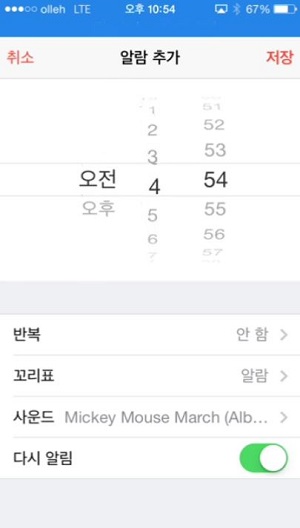 olleh LTE 오후 10:54 67%
취소 알람 추가 저장
1 51
2 52
3 53
오전 4 54
오후 5 55
6 56
7 57
반복 안 함
꼬리표 알람
사운드 Mickey Mouse March (Alb...
다시 알림